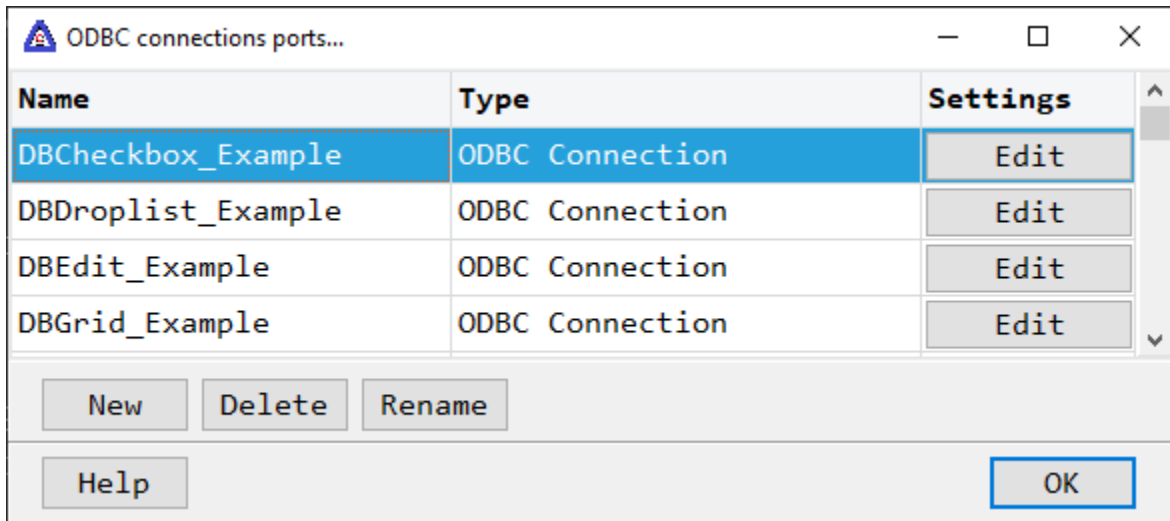 ODBC connections ports...
Name Type Settings
DBCheckbox_Example ODBC Connection Edit
DBDroplist_Example ODBC Connection Edit
DBEdit_Example ODBC Connection Edit
DBGrid_Example ODBC Connection Edit
New Delete Rename
Help OK